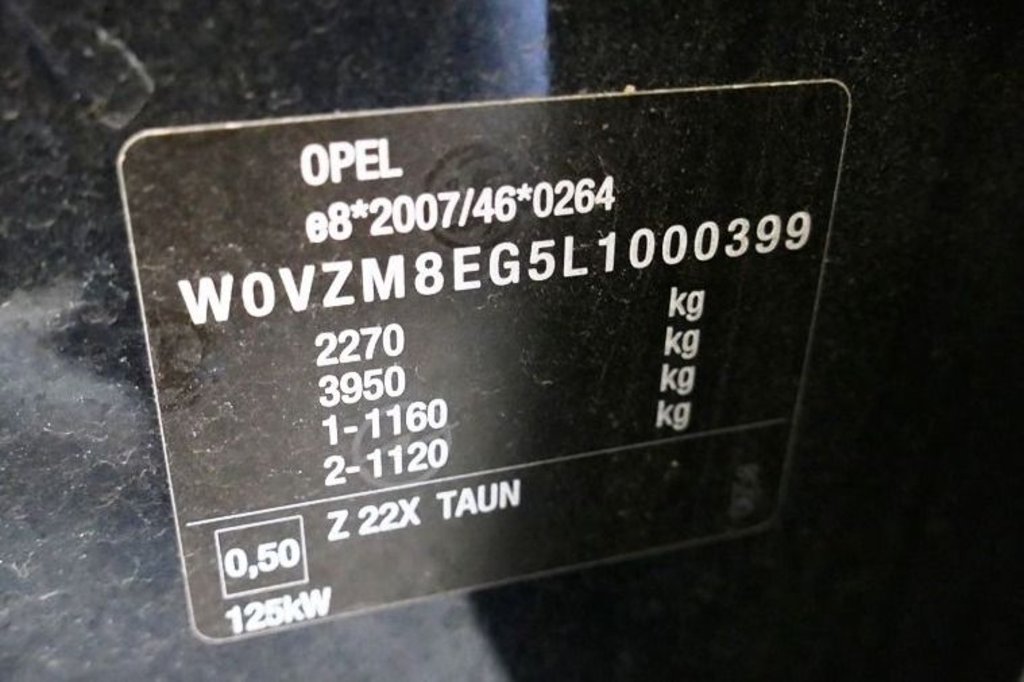 OPEL
e8*2007/46*0264
W0VZM8EG5L1000399
2270 kg
3950 kg
1-1160 kg
2-1120 kg
Z 22X TAUN
0,50
125kW